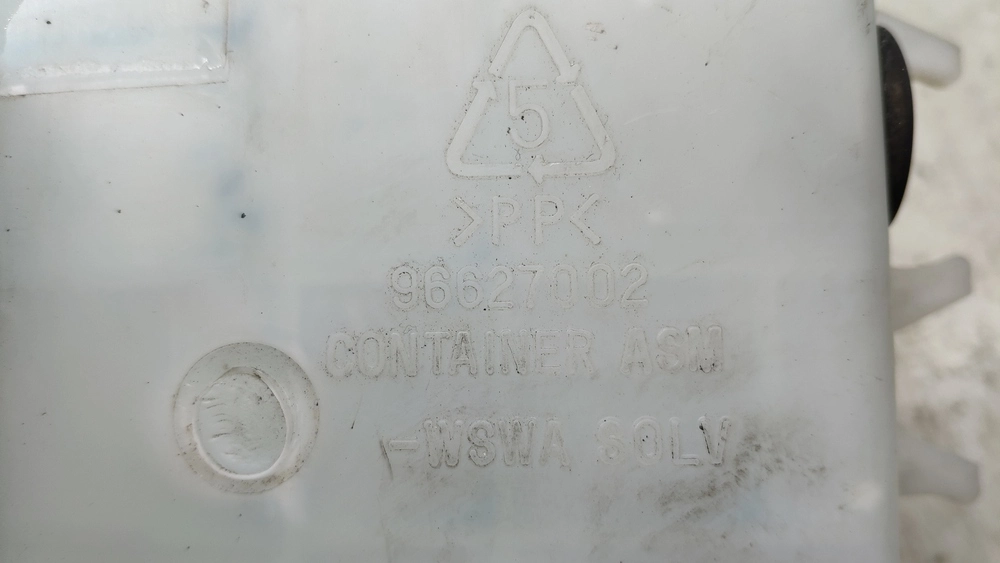 5
>PP<
96627002
CONTAINER ASM
-WSWA SOLV